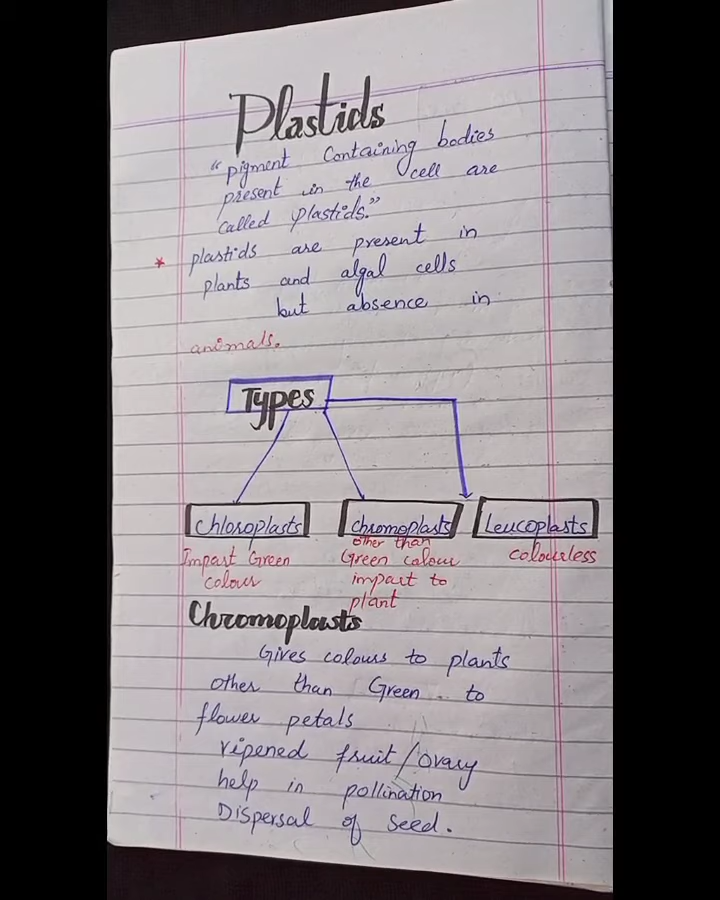 Plastids
"pigment Containing bodies
present in the cell are
called plastids."
* plastids are present in
plants and algal cells
but absence in
animals.
Types
Chloroplasts
chromoplasts
Leucoplasts
Impart Green
colour
other than
Green colour
impart to
plant
colourless
Chromoplasts
Gives colours to plants
other than Green to
flower petals
ripened fruit/ovary
help in pollination
Dispersal of seed.